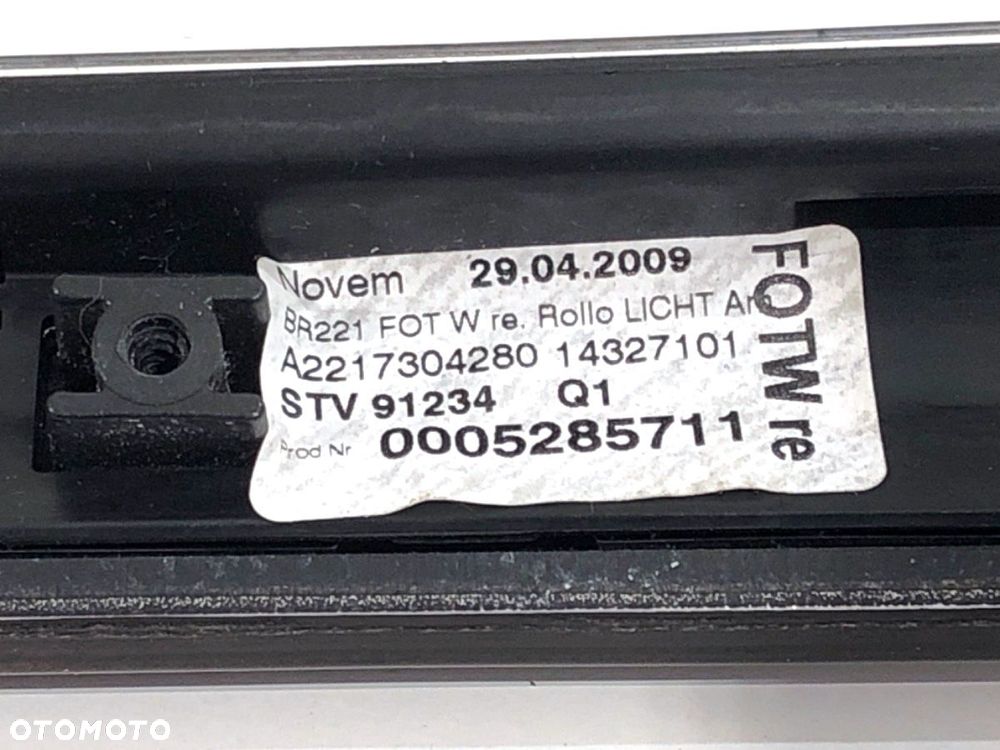 Novem 29.04.2009
BR221 FOT W re. Rollo LICHT
A2217304280 14327101
STV 91234 Q1
Prod Nr 0005285711
FOTW re
OTOMOTO